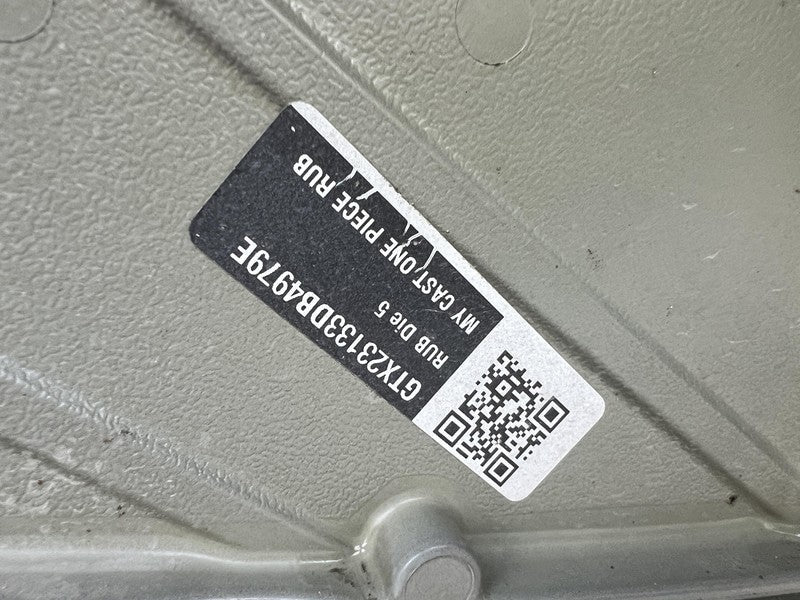 GTX23133DB4979E
RUB Die 5
MY CAST ONE PIECE RUB